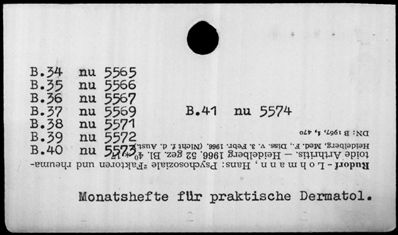 B.34 nu 5565
B.35 nu 5566
B.36 nu 5567
B.37 nu 5569 B.41 nu 5574
B.38 nu 5571
B.39 nu 5572
B.40 nu 5573
Monatshefte für praktische Dermatol.
Rudorf-Lohmann, Hans: Psychosoziale Faktoren und rheuma-
toide Arthritis. — Heidelberg 1966. 52 gez. Bl. 4°
Heidelberg, Med. F., Diss. v. 3. Febr. 1966. (Nicht f. d. Aust.)
DN: B 1967, 1, 470